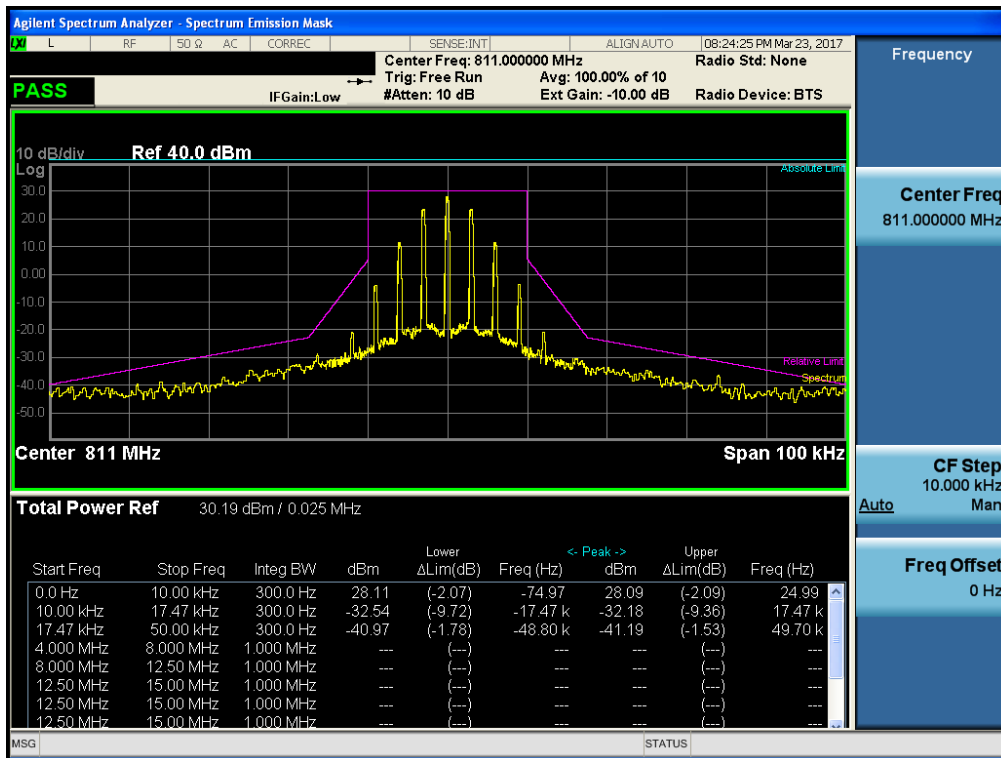 Agilent Spectrum Analyzer - Spectrum Emission Mask
LXI L RF 50 Ω AC CORREC SENSE:INT ALIGN AUTO 08:24:25 PM Mar 23, 2017
Center Freq: 811.000000 MHz Radio Std: None
Trig: Free Run Avg: 100.00% of 10
PASS IFGain:Low #Atten: 10 dB Ext Gain: -10.00 dB Radio Device: BTS
10 dB/div Ref 40.0 dBm
Log
Absolute Limit
30.0
20.0
10.0
0.00
-10.0
-20.0
-30.0
Relative Limit
-40.0
Spectrum
-50.0
Center 811 MHz Span 100 kHz
Total Power Ref 30.19 dBm / 0.025 MHz
Lower <- Peak -> Upper
Start Freq Stop Freq Integ BW dBm ΔLim(dB) Freq (Hz) dBm ΔLim(dB) Freq (Hz)
0.0 Hz 10.00 kHz 300.0 Hz 28.11 (-2.07) -74.97 28.09 (-2.09) 24.99
10.00 kHz 17.47 kHz 300.0 Hz -32.54 (-9.72) -17.47 k -32.18 (-9.36) 17.47 k
17.47 kHz 50.00 kHz 300.0 Hz -40.97 (-1.78) -48.80 k -41.19 (-1.53) 49.70 k
4.000 MHz 8.000 MHz 1.000 MHz --- (---) --- --- (---) ---
8.000 MHz 12.50 MHz 1.000 MHz --- (---) --- --- (---) ---
12.50 MHz 15.00 MHz 1.000 MHz --- (---) --- --- (---) ---
12.50 MHz 15.00 MHz 1.000 MHz --- (---) --- --- (---) ---
12.50 MHz 15.00 MHz 1.000 MHz --- (---) --- --- (---) ---
MSG STATUS
Frequency
Center Freq
811.000000 MHz
CF Step
10.000 kHz
Auto Man
Freq Offset
0 Hz